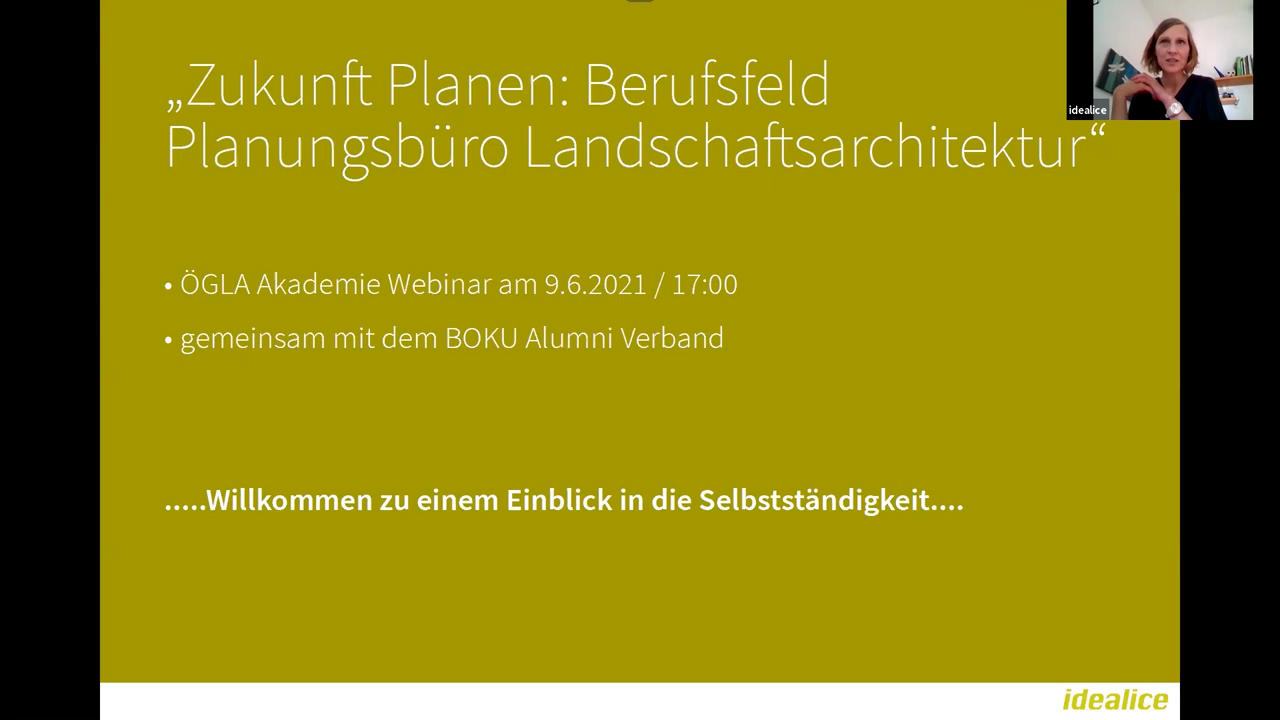 „Zukunft Planen: Berufsfeld
Planungsbüro Landschaftsarchitektur“
idealice
• ÖGLA Akademie Webinar am 9.6.2021 / 17:00
• gemeinsam mit dem BOKU Alumni Verband
.....Willkommen zu einem Einblick in die Selbstständigkeit....
idealice